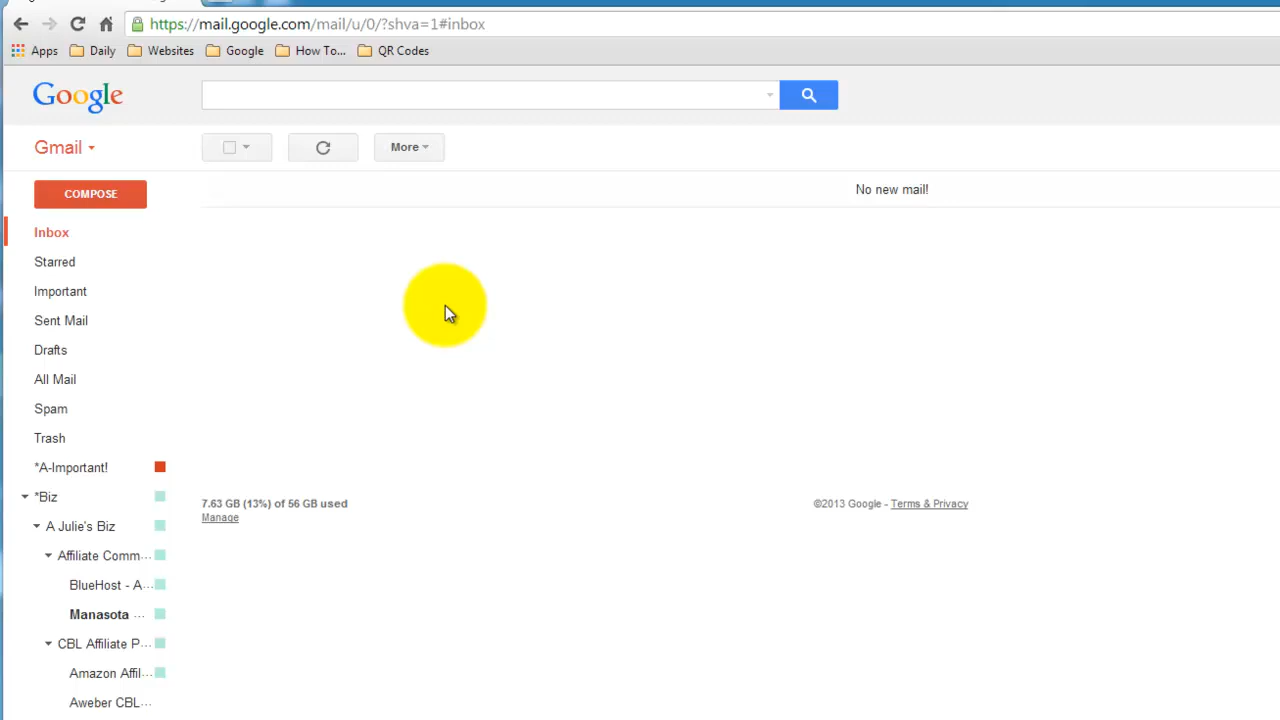 https://mail.google.com/mail/u/0/?shva=1#inbox
Apps Daily Websites Google How To... QR Codes
Google
Gmail More
COMPOSE No new mail!
Inbox
Starred
Important
Sent Mail
Drafts
All Mail
Spam
Trash
*A-Important!
*Biz
7.63 GB (13%) of 56 GB used ©2013 Google - Terms & Privacy
Manage
A Julie's Biz
Affiliate Comm...
BlueHost - A...
Manasota ...
CBL Affiliate P...
Amazon Affil...
Aweber CBL...